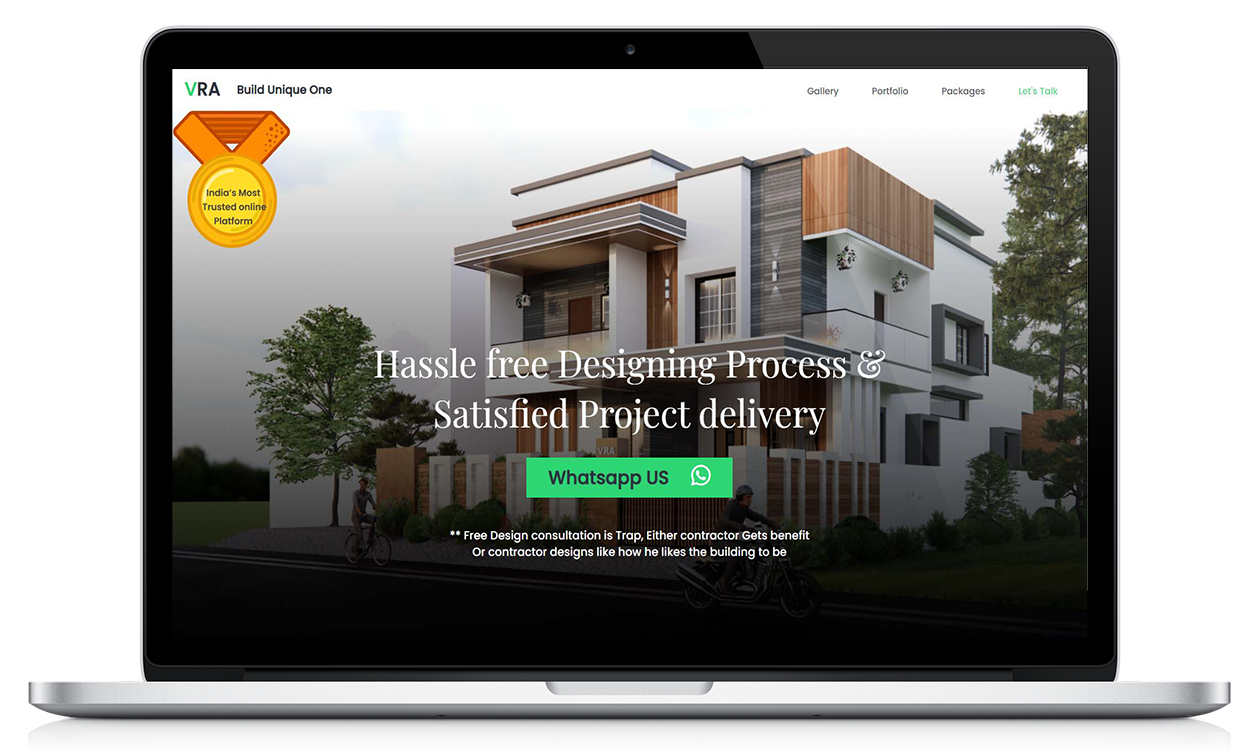 VRA Build Unique One Gallery Portfolio Packages Let's Talk
India's Most
Trusted online
Platform
Hassle free Designing Process &
Satisfied Project delivery
VRA
Whatsapp US
** Free Design consultation is Trap, Either contractor Gets benefit
Or contractor designs like how he likes the building to be